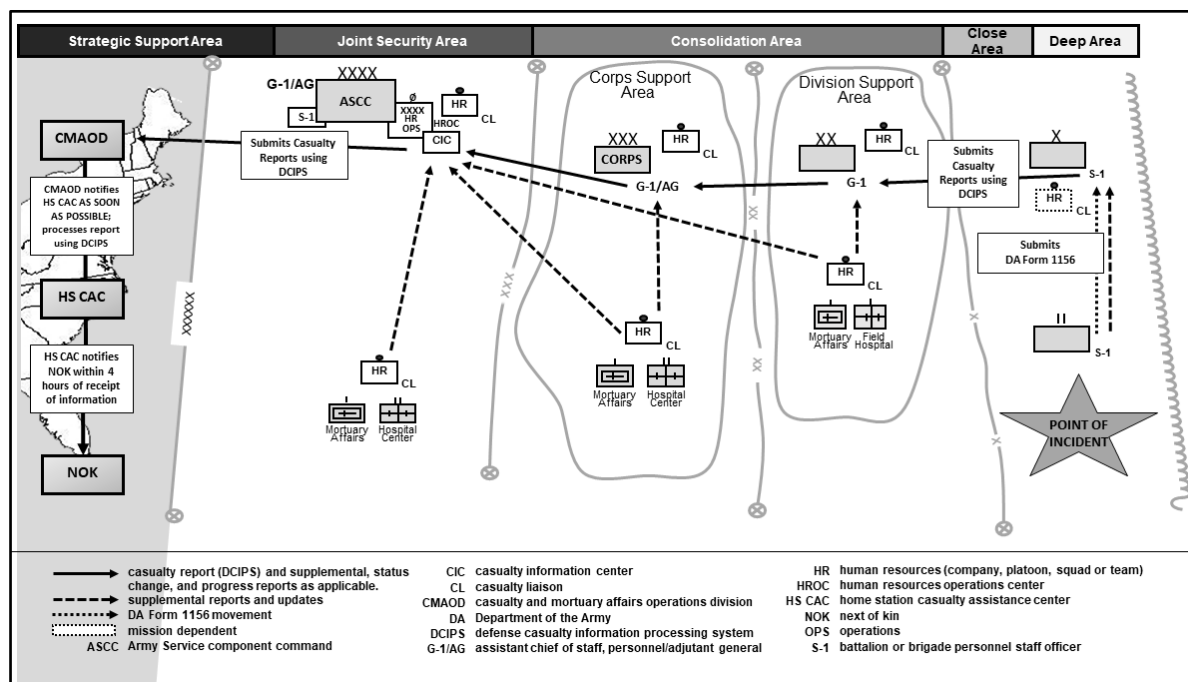 Strategic Support Area
Joint Security Area
Consolidation Area
Close
Area
Deep Area
XXXX
G-1/AG
ASCC
S-1
Ø
XXXX
HR
OPS
HROC
HR
CL
CIC
Corps Support
Area
XXX
CORPS
HR
CL
G-1/AG
Division Support
Area
XX
HR
CL
G-1
X
S-1
HR
CL
CMAOD
Submits Casualty
Reports using
DCIPS
Submits
Casualty
Reports using
DCIPS
CMAOD notifies
HS CAC AS SOON
AS POSSIBLE;
processes report
using DCIPS
Submits
DA Form 1156
HS CAC
XXXXX
XXX
XX
XX
X
X
HS CAC notifies
NOK within 4
hours of receipt
of information
NOK
HR
CL
Mortuary
Affairs
Hospital
Center
HR
CL
Mortuary
Affairs
Hospital
Center
HR
CL
Mortuary
Affairs
Field
Hospital
S-1
POINT OF
INCIDENT
casualty report (DCIPS) and supplemental, status
change, and progress reports as applicable.
supplemental reports and updates
DA Form 1156 movement
mission dependent
ASCC Army Service component command
CIC casualty information center
CL casualty liaison
CMAOD casualty and mortuary affairs operations division
DA Department of the Army
DCIPS defense casualty information processing system
G-1/AG assistant chief of staff, personnel/adjutant general
HR human resources (company, platoon, squad or team)
HROC human resources operations center
HS CAC home station casualty assistance center
NOK next of kin
OPS operations
S-1 battalion or brigade personnel staff officer